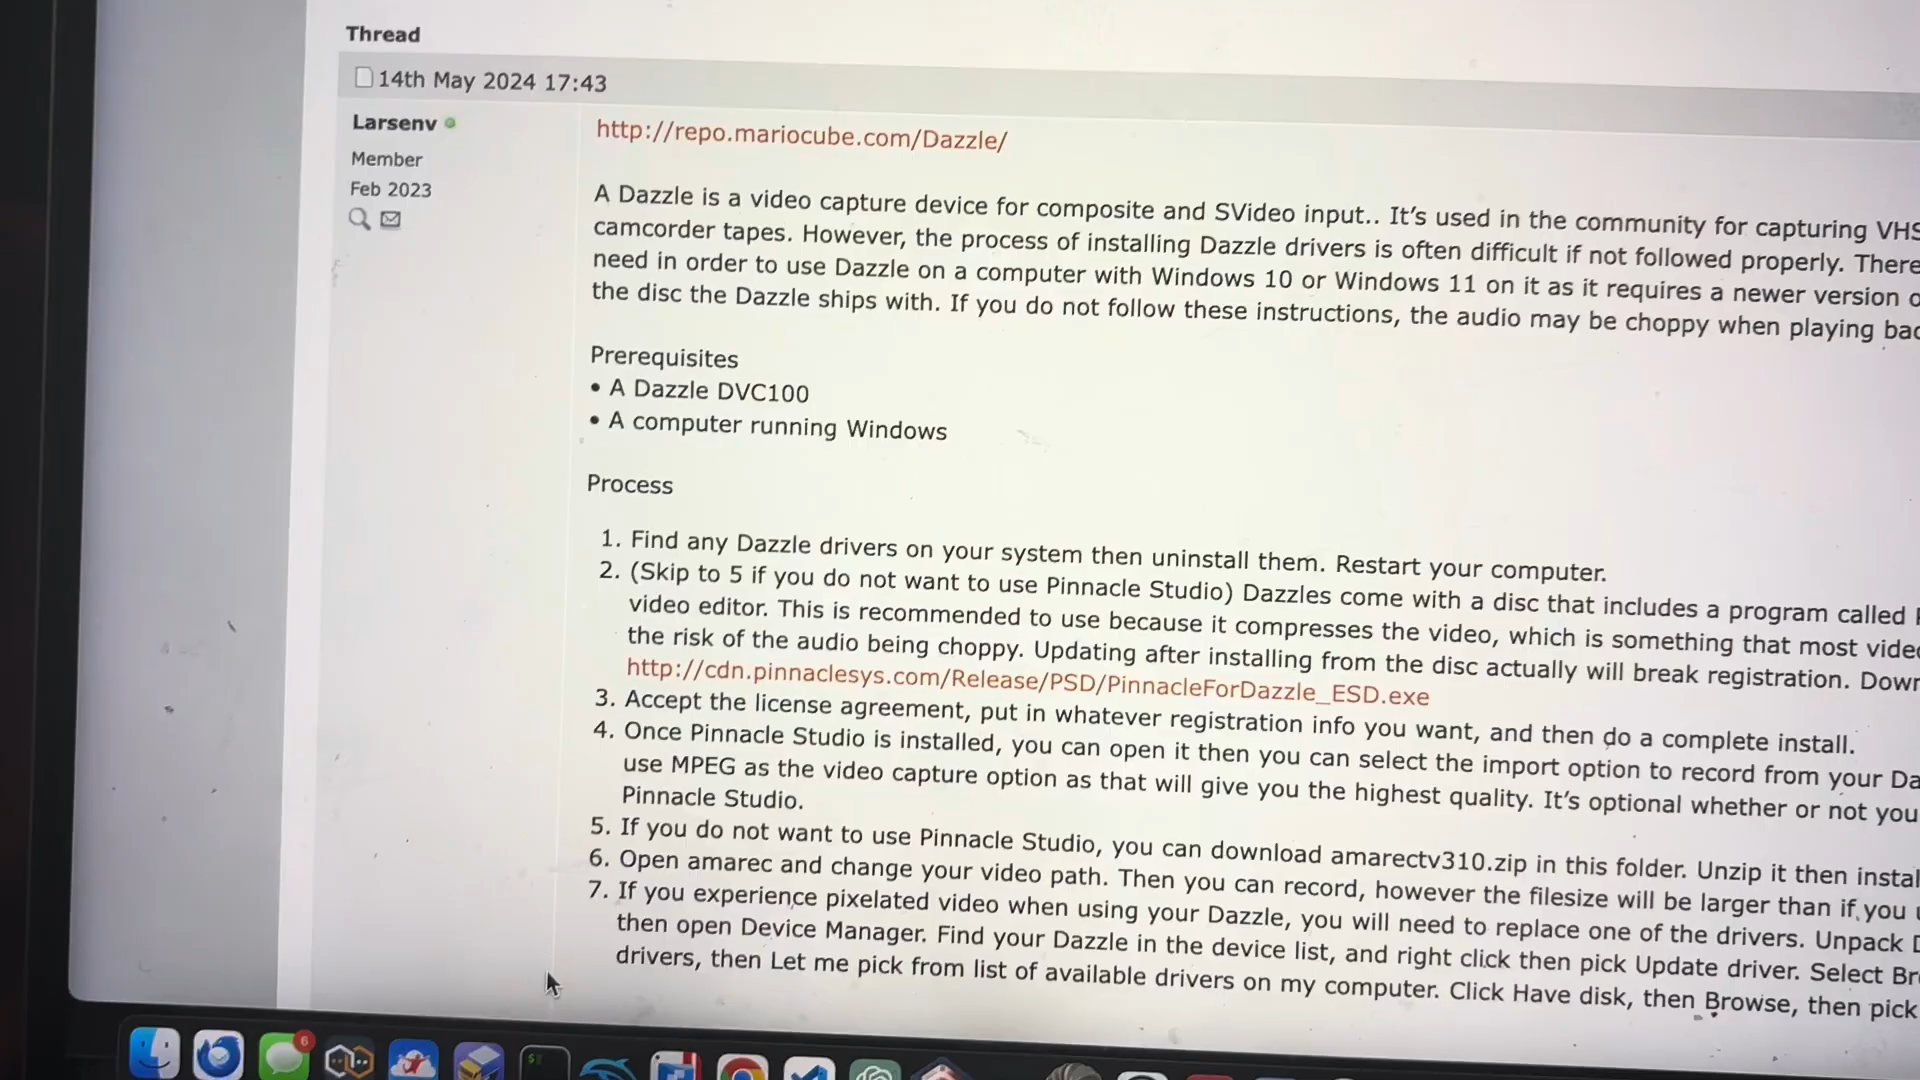 Thread
14th May 2024 17:43
Larsenv
Member
Feb 2023
http://repo.mariocube.com/Dazzle/
A Dazzle is a video capture device for composite and SVideo input.. It's used in the community for capturing VHS
camcorder tapes. However, the process of installing Dazzle drivers is often difficult if not followed properly. There
need in order to use Dazzle on a computer with Windows 10 or Windows 11 on it as it requires a newer version o
the disc the Dazzle ships with. If you do not follow these instructions, the audio may be choppy when playing bac
Prerequisites
• A Dazzle DVC100
• A computer running Windows
Process
1. Find any Dazzle drivers on your system then uninstall them. Restart your computer.
2. (Skip to 5 if you do not want to use Pinnacle Studio) Dazzles come with a disc that includes a program called
video editor. This is recommended to use because it compresses the video, which is something that most video
the risk of the audio being choppy. Updating after installing from the disc actually will break registration. Down
http://cdn.pinnaclesys.com/Release/PSD/PinnacleForDazzle_ESD.exe
3. Accept the license agreement, put in whatever registration info you want, and then do a complete install.
4. Once Pinnacle Studio is installed, you can open it then you can select the import option to record from your Da
use MPEG as the video capture option as that will give you the highest quality. It's optional whether or not you
Pinnacle Studio.
5. If you do not want to use Pinnacle Studio, you can download amarectv310.zip in this folder. Unzip it then instal
6. Open amarec and change your video path. Then you can record, however the filesize will be larger than if you
7. If you experience pixelated video when using your Dazzle, you will need to replace one of the drivers. Unpack D
then open Device Manager. Find your Dazzle in the device list, and right click then pick Update driver. Select Br
drivers, then Let me pick from list of available drivers on my computer. Click Have disk, then Browse, then pick
6